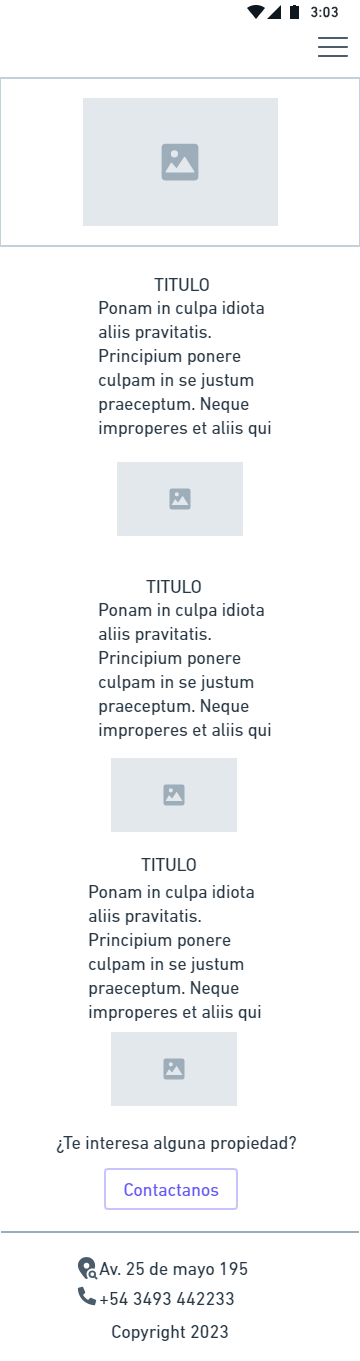 3:03
TITULO
Ponam in culpa idiota
aliis pravitatis.
Principium ponere
culpam in se justum
praeceptum. Neque
improperes et aliis qui
TITULO
Ponam in culpa idiota
aliis pravitatis.
Principium ponere
culpam in se justum
praeceptum. Neque
improperes et aliis qui
TITULO
Ponam in culpa idiota
aliis pravitatis.
Principium ponere
culpam in se justum
praeceptum. Neque
improperes et aliis qui
¿Te interesa alguna propiedad?
Contactanos
Av. 25 de mayo 195
+54 3493 442233
Copyright 2023